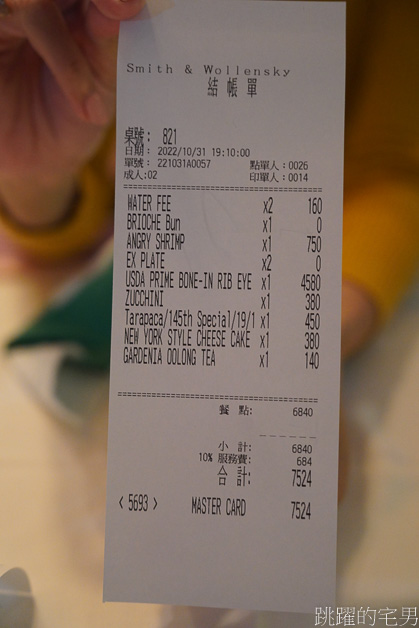 Smith & Wollensky
結帳單
桌號: 821
日期: 2022/10/31 19:10:00
單號: 221031A0057 點單人:0026
成人:02 印單人:0014
WATER FEE x2 160
BRIOCHE Bun x1 0
ANGRY SHRIMP x1 750
EX PLATE x2 0
USDA PRIME BONE-IN RIB EYE x1 4580
ZUCCHINI x1 380
Tarapaca/145th Special/19/1 x1 450
NEW YORK STYLE CHEESE CAKE x1 380
GARDENIA OOLONG TEA x1 140
餐 點: 6840
小 計: 6840
10% 服務費: 684
合 計: 7524
<5693> MASTER CARD 7524
跳躍的宅男